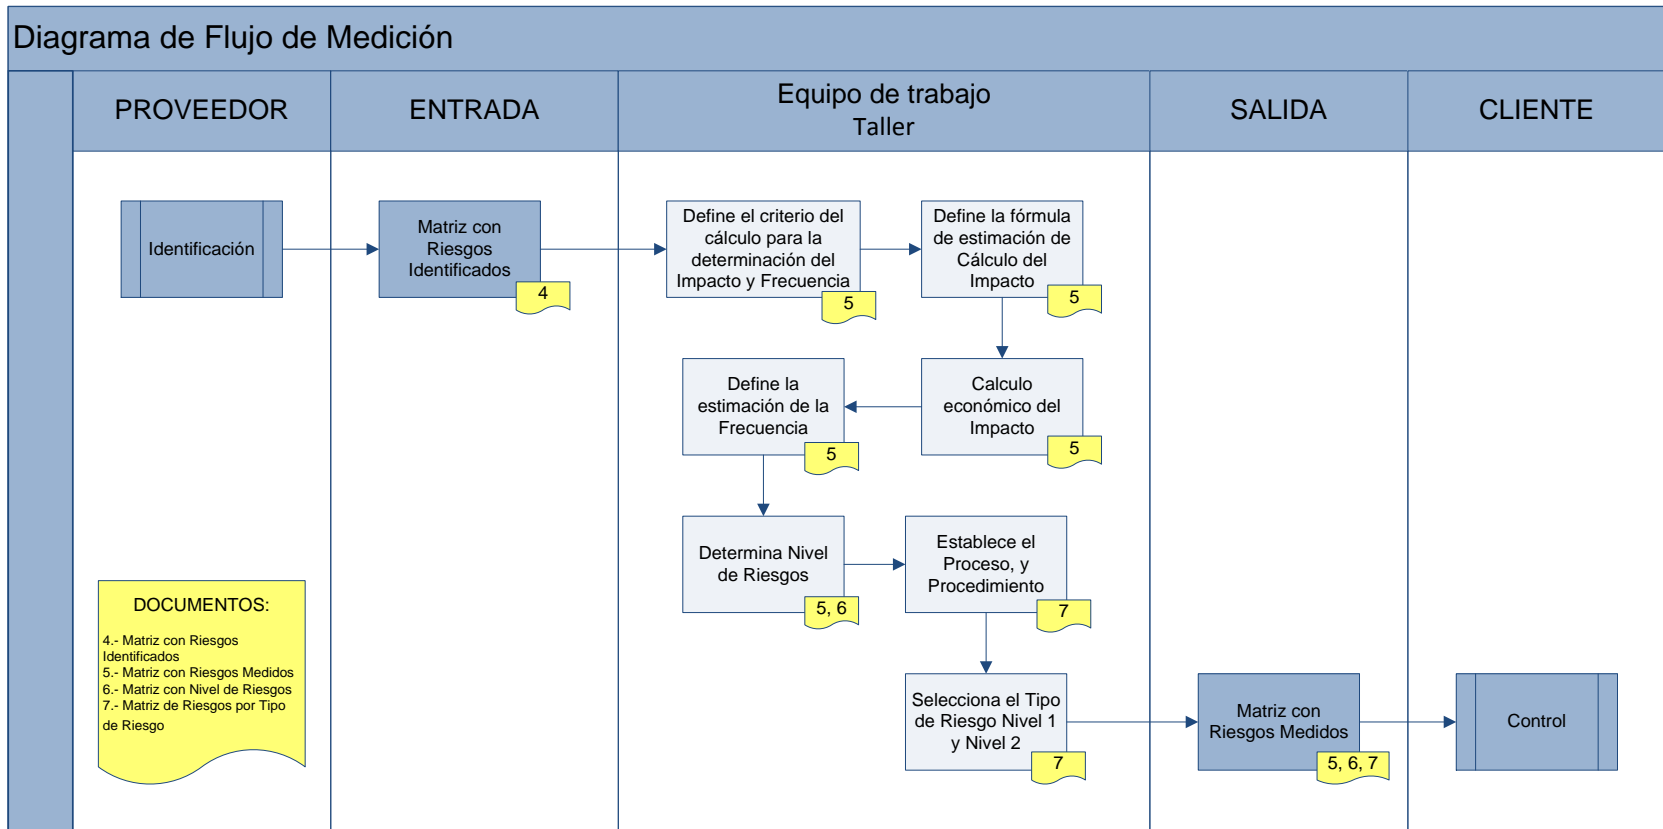 Diagrama de Flujo de Medición
PROVEEDOR
ENTRADA
Equipo de trabajo
Taller
SALIDA
CLIENTE
Identificación
Matriz con
Riesgos
Identificados
4
Define el criterio del
cálculo para la
determinación del
Impacto y Frecuencia
5
Define la fórmula
de estimación de
Cálculo del
Impacto
5
Define la
estimación de la
Frecuencia
5
Calculo
económico del
Impacto
5
Determina Nivel
de Riesgos
5, 6
Establece el
Proceso, y
Procedimiento
7
DOCUMENTOS:
4.- Matriz con Riesgos
Identificados
5.- Matriz con Riesgos Medidos
6.- Matriz con Nivel de Riesgos
7.- Matriz de Riesgos por Tipo
de Riesgo
Selecciona el Tipo
de Riesgo Nivel 1
y Nivel 2
7
Matriz con
Riesgos Medidos
5, 6, 7
Control